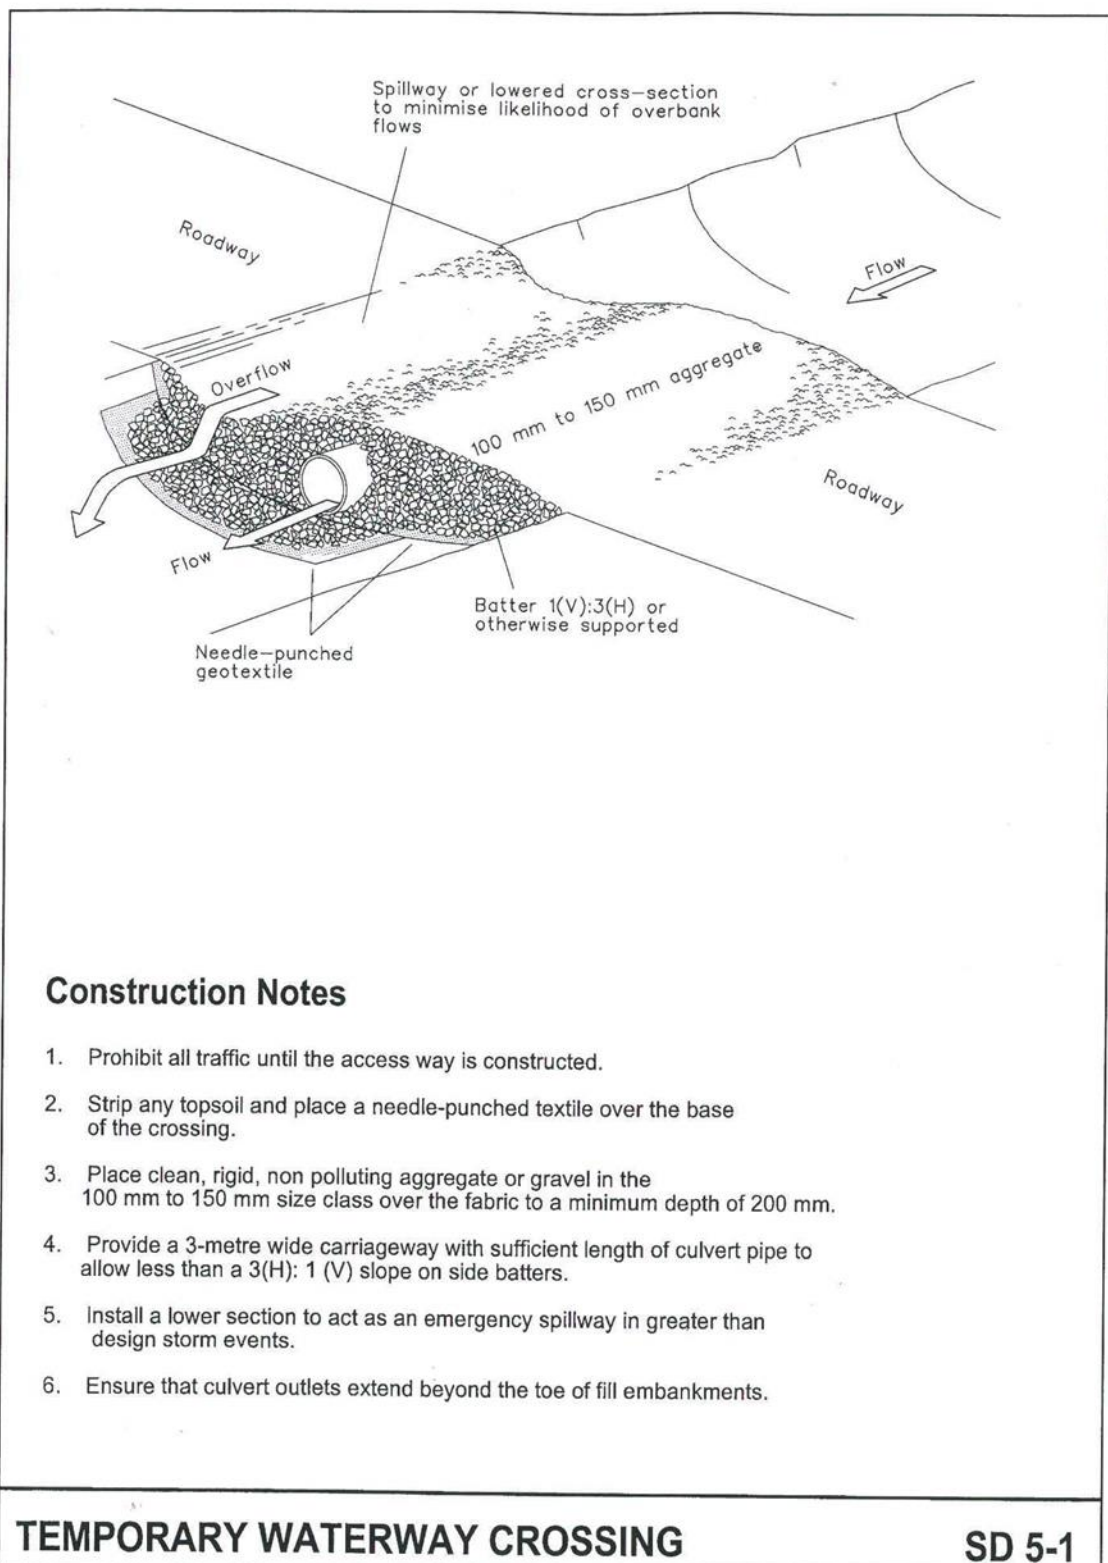 Spillway or lowered cross-section
to minimise likelihood of overbank
flows
Roadway
Flow
Overflow
100 mm to 150 mm aggregate
Roadway
Flow
Batter 1(V):3(H) or
otherwise supported
Needle-punched
geotextile
Construction Notes
1. Prohibit all traffic until the access way is constructed.
2. Strip any topsoil and place a needle-punched textile over the base
of the crossing.
3. Place clean, rigid, non polluting aggregate or gravel in the
100 mm to 150 mm size class over the fabric to a minimum depth of 200 mm.
4. Provide a 3-metre wide carriageway with sufficient length of culvert pipe to
allow less than a 3(H): 1 (V) slope on side batters.
5. Install a lower section to act as an emergency spillway in greater than
design storm events.
6. Ensure that culvert outlets extend beyond the toe of fill embankments.
TEMPORARY WATERWAY CROSSING SD 5-1